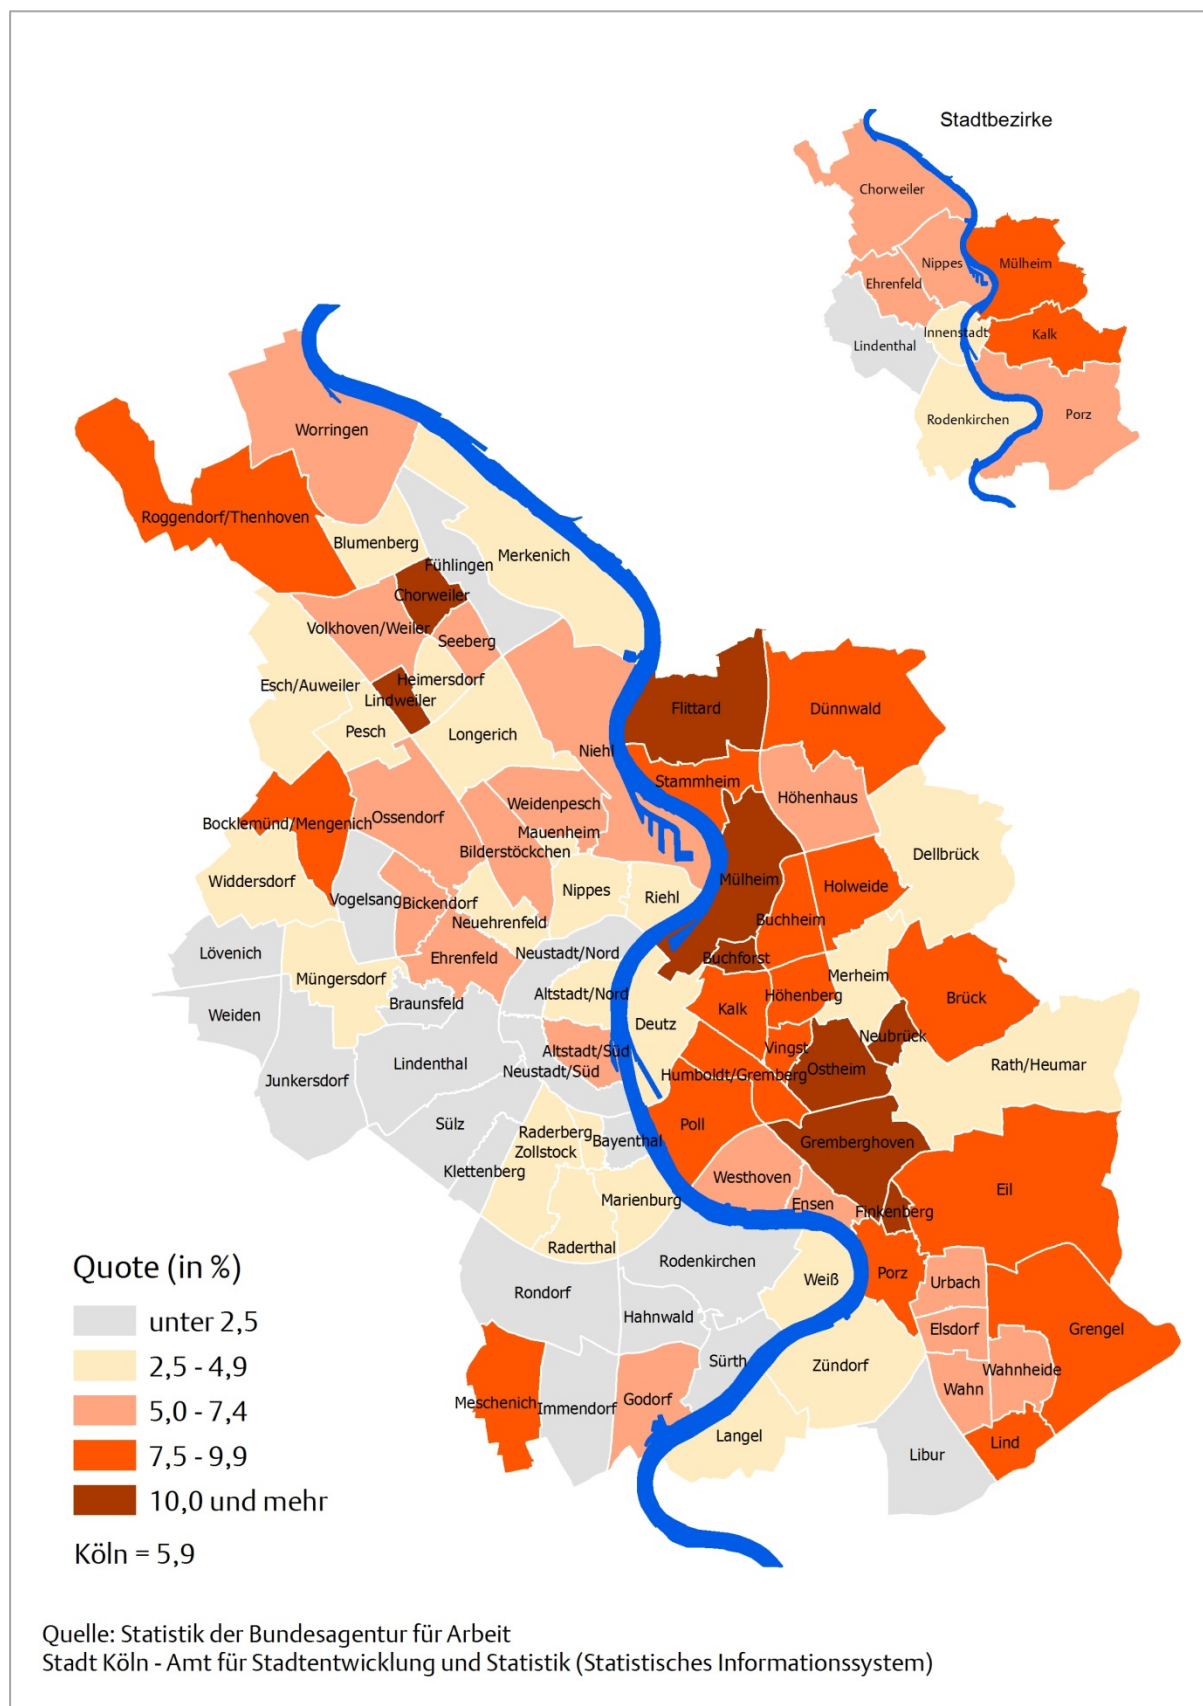 Stadtbezirke
Chorweiler
Nippes
Mülheim
Ehrenfeld
Innenstadt
Kalk
Lindenthal
Rodenkirchen
Porz
Worringen
Roggendorf/Thenhoven
Blumenberg
Merkenich
Fühlingen
Chorweiler
Volkhoven/Weiler
Seeberg
Heimersdorf
Esch/Auweiler
Lindweiler
Pesch
Longerich
Flittard
Dünnwald
Niehl
Stammheim
Höhenhaus
Weidenpesch
Ossendorf
Bocklemünd/Mengenich
Mauenheim
Bilderstöckchen
Dellbrück
Widdersdorf
Nippes
Mülheim
Holweide
Vogelsang
Bickendorf
Riehl
Neuehrenfeld
Buchheim
Lövenich
Neustadt/Nord
Ehrenfeld
Buchforst
Müngersdorf
Merheim
Altstadt/Nord
Höhenberg
Brück
Braunsfeld
Weiden
Kalk
Deutz
Neubrück
Altstadt/Süd
Vingst
Lindenthal
Rath/Heumar
Ostheim
Neustadt/Süd
Junkersdorf
Humboldt/Gremberg
Sülz
Poll
Raderberg
Bayenthal
Gremberghoven
Zollstock
Klettenberg
Westhoven
Eil
Marienburg
Ensen
Finkenberg
Raderthal
Rodenkirchen
Weiß
Porz
Urbach
Rondorf
Hahnwald
Elsdorf
Grengel
Sürth
Zündorf
Wahnheide
Wahn
Meschenich
Godorf
Immendorf
Langel
Lind
Libur
Quote (in %)
unter 2,5
2,5 - 4,9
5,0 - 7,4
7,5 - 9,9
10,0 und mehr
Köln = 5,9
Quelle: Statistik der Bundesagentur für Arbeit
Stadt Köln - Amt für Stadtentwicklung und Statistik (Statistisches Informationssystem)